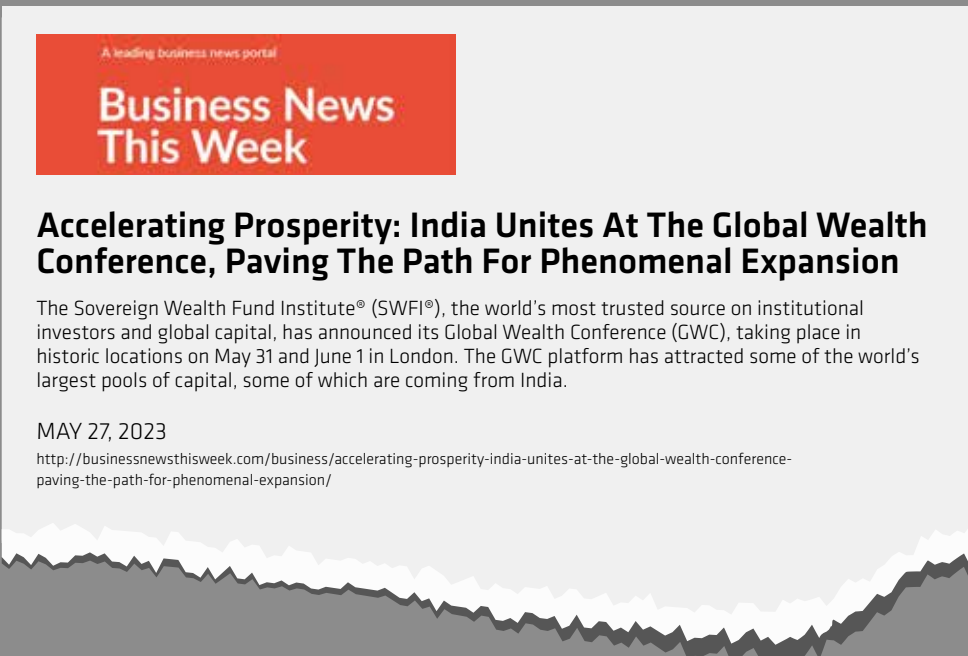 A leading business news portal
Business News
This Week
Accelerating Prosperity: India Unites At The Global Wealth
Conference, Paving The Path For Phenomenal Expansion
The Sovereign Wealth Fund Institute® (SWFI®), the world's most trusted source on institutional
investors and global capital, has announced its Global Wealth Conference (GWC), taking place in
historic locations on May 31 and June 1 in London. The GWC platform has attracted some of the world's
largest pools of capital, some of which are coming from India.
MAY 27, 2023
http://businessnewsthisweek.com/business/accelerating-prosperity-india-unites-at-the-global-wealth-conference-
paving-the-path-for-phenomenal-expansion/